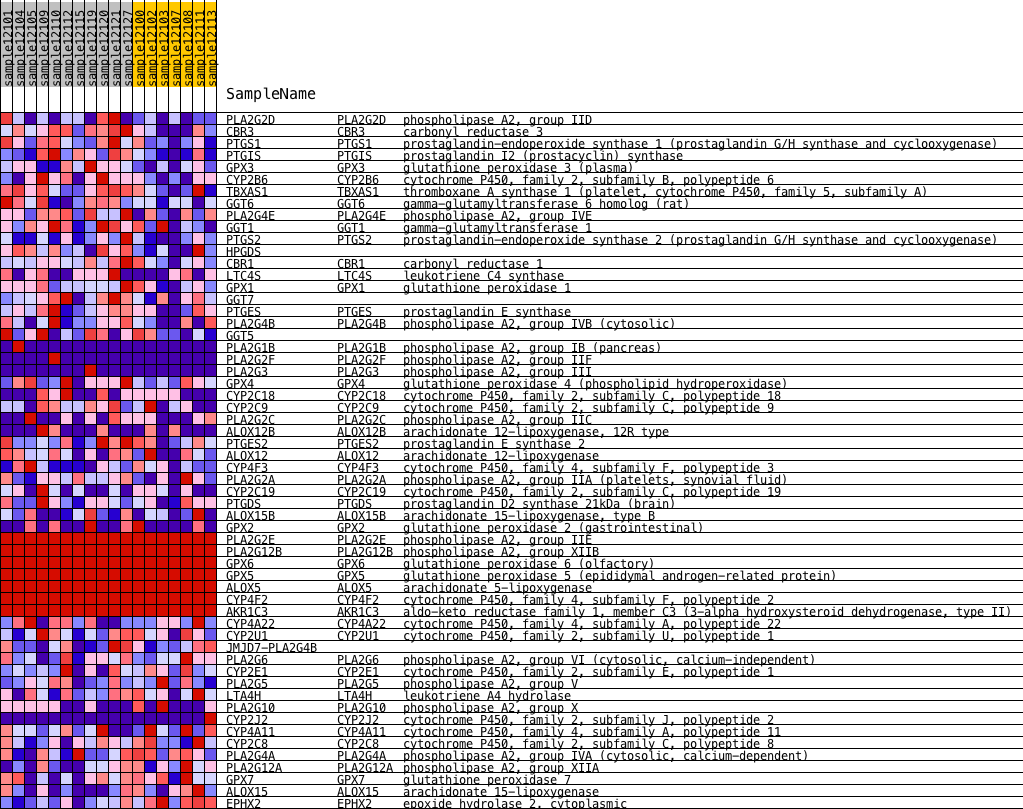 sample12101
sample12104
sample12105
sample12109
sample12110
sample12112
sample12115
sample12119
sample12120
sample12121
sample12127
sample12100
sample12102
sample12103
sample12107
sample12108
sample12111
sample12113
SampleName
PLA2G2D PLA2G2D phospholipase A2, group IID
CBR3 CBR3 carbonyl reductase 3
PTGS1 PTGS1 prostaglandin-endoperoxide synthase 1 (prostaglandin G/H synthase and cyclooxygenase)
PTGIS PTGIS prostaglandin I2 (prostacyclin) synthase
GPX3 GPX3 glutathione peroxidase 3 (plasma)
CYP2B6 CYP2B6 cytochrome P450, family 2, subfamily B, polypeptide 6
TBXAS1 TBXAS1 thromboxane A synthase 1 (platelet, cytochrome P450, family 5, subfamily A)
GGT6 GGT6 gamma-glutamyltransferase 6 homolog (rat)
PLA2G4E PLA2G4E phospholipase A2, group IVE
GGT1 GGT1 gamma-glutamyltransferase 1
PTGS2 PTGS2 prostaglandin-endoperoxide synthase 2 (prostaglandin G/H synthase and cyclooxygenase)
HPGDS
CBR1 CBR1 carbonyl reductase 1
LTC4S LTC4S leukotriene C4 synthase
GPX1 GPX1 glutathione peroxidase 1
GGT7
PTGES PTGES prostaglandin E synthase
PLA2G4B PLA2G4B phospholipase A2, group IVB (cytosolic)
GGT5
PLA2G1B PLA2G1B phospholipase A2, group IB (pancreas)
PLA2G2F PLA2G2F phospholipase A2, group IIF
PLA2G3 PLA2G3 phospholipase A2, group III
GPX4 GPX4 glutathione peroxidase 4 (phospholipid hydroperoxidase)
CYP2C18 CYP2C18 cytochrome P450, family 2, subfamily C, polypeptide 18
CYP2C9 CYP2C9 cytochrome P450, family 2, subfamily C, polypeptide 9
PLA2G2C PLA2G2C phospholipase A2, group IIC
ALOX12B ALOX12B arachidonate 12-lipoxygenase, 12R type
PTGES2 PTGES2 prostaglandin E synthase 2
ALOX12 ALOX12 arachidonate 12-lipoxygenase
CYP4F3 CYP4F3 cytochrome P450, family 4, subfamily F, polypeptide 3
PLA2G2A PLA2G2A phospholipase A2, group IIA (platelets, synovial fluid)
CYP2C19 CYP2C19 cytochrome P450, family 2, subfamily C, polypeptide 19
PTGDS PTGDS prostaglandin D2 synthase 21kDa (brain)
ALOX15B ALOX15B arachidonate 15-lipoxygenase, type B
GPX2 GPX2 glutathione peroxidase 2 (gastrointestinal)
PLA2G2E PLA2G2E phospholipase A2, group IIE
PLA2G12B PLA2G12B phospholipase A2, group XIIB
GPX6 GPX6 glutathione peroxidase 6 (olfactory)
GPX5 GPX5 glutathione peroxidase 5 (epididymal androgen-related protein)
ALOX5 ALOX5 arachidonate 5-lipoxygenase
CYP4F2 CYP4F2 cytochrome P450, family 4, subfamily F, polypeptide 2
AKR1C3 AKR1C3 aldo-keto reductase family 1, member C3 (3-alpha hydroxysteroid dehydrogenase, type II)
CYP4A22 CYP4A22 cytochrome P450, family 4, subfamily A, polypeptide 22
CYP2U1 CYP2U1 cytochrome P450, family 2, subfamily U, polypeptide 1
JMJD7-PLA2G4B
PLA2G6 PLA2G6 phospholipase A2, group VI (cytosolic, calcium-independent)
CYP2E1 CYP2E1 cytochrome P450, family 2, subfamily E, polypeptide 1
PLA2G5 PLA2G5 phospholipase A2, group V
LTA4H LTA4H leukotriene A4 hydrolase
PLA2G10 PLA2G10 phospholipase A2, group X
CYP2J2 CYP2J2 cytochrome P450, family 2, subfamily J, polypeptide 2
CYP4A11 CYP4A11 cytochrome P450, family 4, subfamily A, polypeptide 11
CYP2C8 CYP2C8 cytochrome P450, family 2, subfamily C, polypeptide 8
PLA2G4A PLA2G4A phospholipase A2, group IVA (cytosolic, calcium-dependent)
PLA2G12A PLA2G12A phospholipase A2, group XIIA
GPX7 GPX7 glutathione peroxidase 7
ALOX15 ALOX15 arachidonate 15-lipoxygenase
EPHX2 EPHX2 epoxide hydrolase 2, cytoplasmic